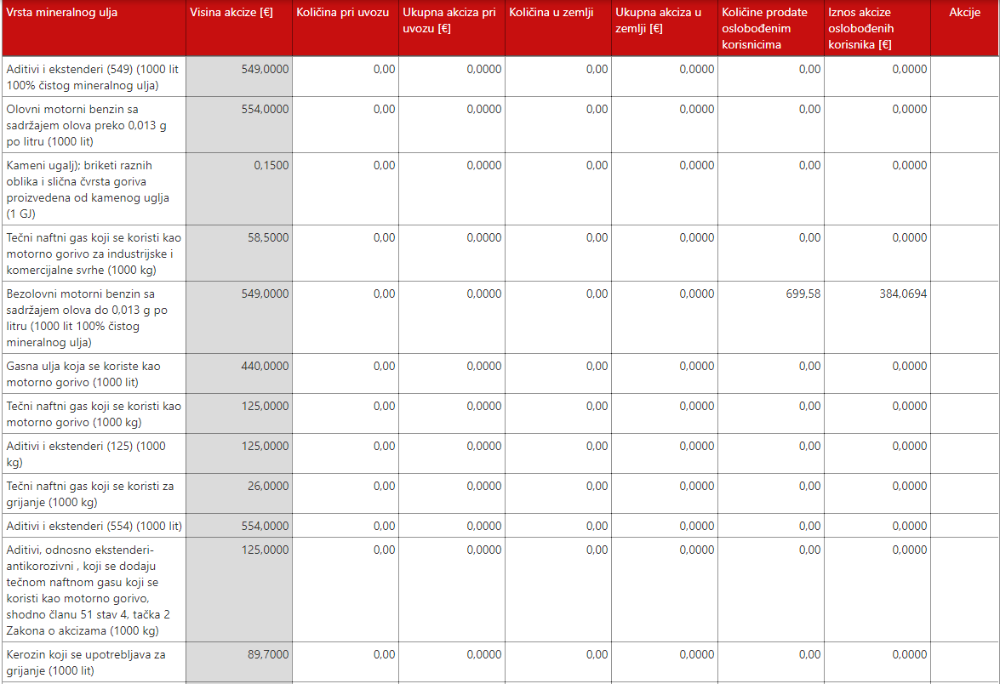 Vrsta mineralnog ulja
Visina akcize [€]
Količina pri uvozu
Ukupna akciza pri
uvozu [€]
Količina u zemlji
Ukupna akciza u
zemlji [€]
Količine prodate
oslobođenim
korisnicima
Iznos akcize
oslobođenih
korisnika [€]
Akcije
Aditivi i ekstenderi (549) (1000 lit
100% čistog mineralnog ulja)
549,0000
0,00
0,0000
0,00
0,0000
0,00
0,0000
Olovni motorni benzin sa
sadržajem olova preko 0,013 g
po litru (1000 lit)
554,0000
0,00
0,0000
0,00
0,0000
0,00
0,0000
Kameni ugalj); briketi raznih
oblika i slična čvrsta goriva
proizvedena od kamenog uglja
(1 GJ)
0,1500
0,00
0,0000
0,00
0,0000
0,00
0,0000
Tečni naftni gas koji se koristi kao
motorno gorivo za industrijske i
komercijalne svrhe (1000 kg)
58,5000
0,00
0,0000
0,00
0,0000
0,00
0,0000
Bezolovni motorni benzin sa
sadržajem olova do 0,013 g po
litru (1000 lit 100% čistog
mineralnog ulja)
549,0000
0,00
0,0000
0,00
0,0000
699,58
384,0694
Gasna ulja koja se koriste kao
motorno gorivo (1000 lit)
440,0000
0,00
0,0000
0,00
0,0000
0,00
0,0000
Tečni naftni gas koji se koristi kao
motorno gorivo (1000 kg)
125,0000
0,00
0,0000
0,00
0,0000
0,00
0,0000
Aditivi i ekstenderi (125) (1000
kg)
125,0000
0,00
0,0000
0,00
0,0000
0,00
0,0000
Tečni naftni gas koji se koristi za
grijanje (1000 kg)
26,0000
0,00
0,0000
0,00
0,0000
0,00
0,0000
Aditivi i ekstenderi (554) (1000 lit)
554,0000
0,00
0,0000
0,00
0,0000
0,00
0,0000
Aditivi, odnosno ekstenderi-
antikorozivni , koji se dodaju
tečnom naftnom gasu koji se
koristi kao motorno gorivo,
shodno članu 51 stav 4, tačka 2
Zakona o akcizama (1000 kg)
125,0000
0,00
0,0000
0,00
0,0000
0,00
0,0000
Kerozin koji se upotrebljava za
grijanje (1000 lit)
89,7000
0,00
0,0000
0,00
0,0000
0,00
0,0000